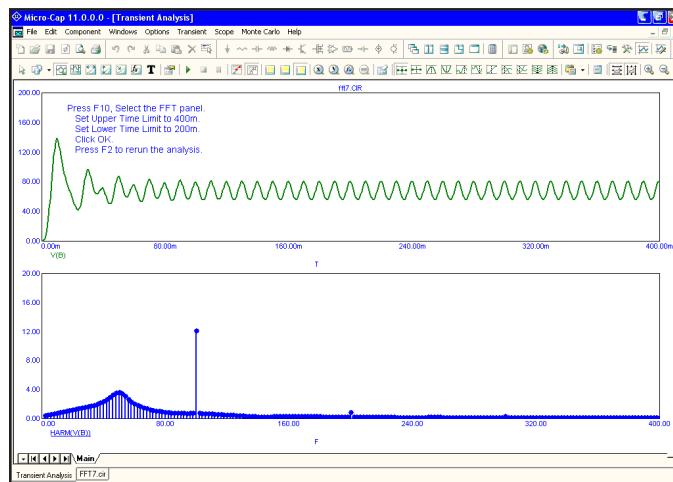 Micro-Cap 11.0.0.0 - [Transient Analysis]
File Edit Component Windows Options Transient Scope Monte Carlo Help
fft7.CIR
200.00
160.00
120.00
80.00
40.00
0.00
Press F10, Select the FFT panel.
Set Upper Time Limit to 400m.
Set Lower Time Limit to 200m.
Click OK.
Press F2 to rerun the analysis.
0.00m 80.00m 160.00m 240.00m 320.00m 400.00m
V(B)
T
20.00
16.00
12.00
8.00
4.00
0.00
0.00 80.00 160.00 240.00 320.00 400.00
HARM(V(B))
F
Main
Transient Analysis FFT7.cir